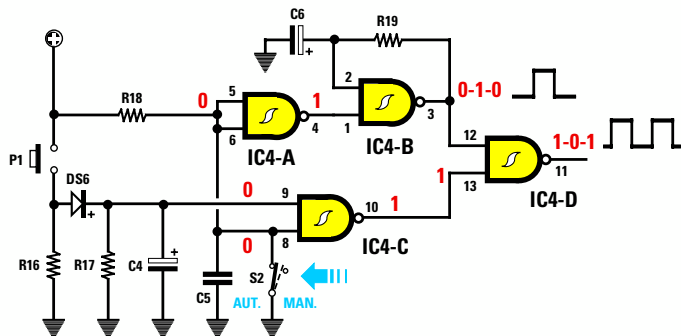 C6
+
R19
R18
0
5
6
1
4
IC4-A
2
1
3
IC4-B
0-1-0
P1
DS6
+
12
13
1-0-1
11
IC4-D
1
0
9
8
10
1
IC4-C
0
R16
R17
C4
+
C5
S2
AUT.
MAN.